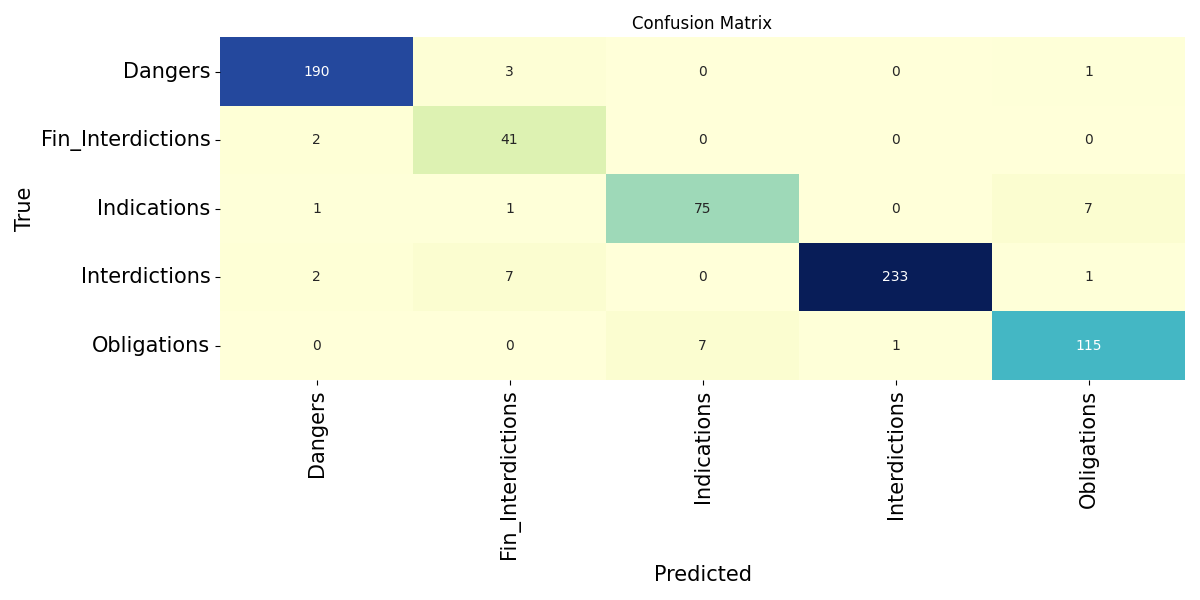 Confusion Matrix
True
Dangers 190 3 0 0 1
Fin_Interdictions 2 41 0 0 0
Indications 1 1 75 0 7
Interdictions 2 7 0 233 1
Obligations 0 0 7 1 115
Dangers Fin_Interdictions Indications Interdictions Obligations
Predicted